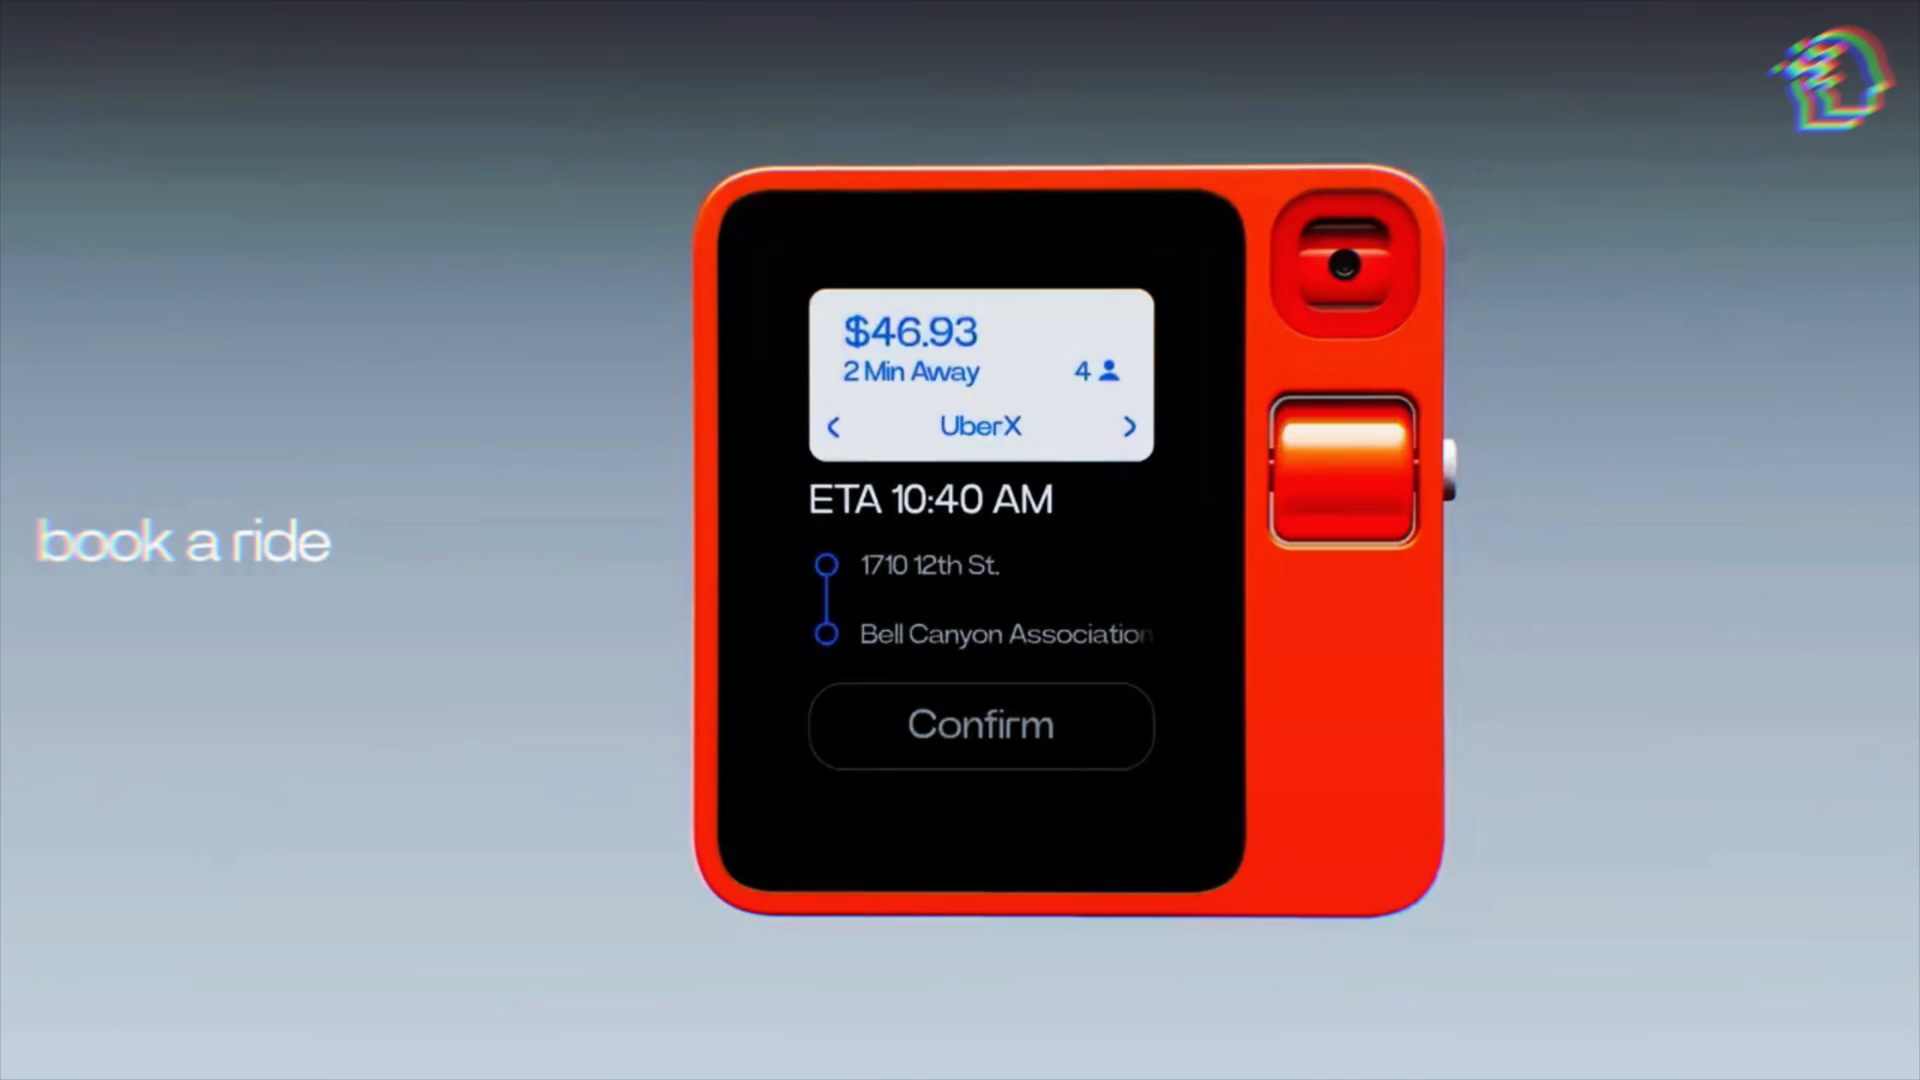 book a ride
$46.93
2 Min Away 4
UberX
ETA 10:40 AM
1710 12th St.
Bell Canyon Association
Confirm